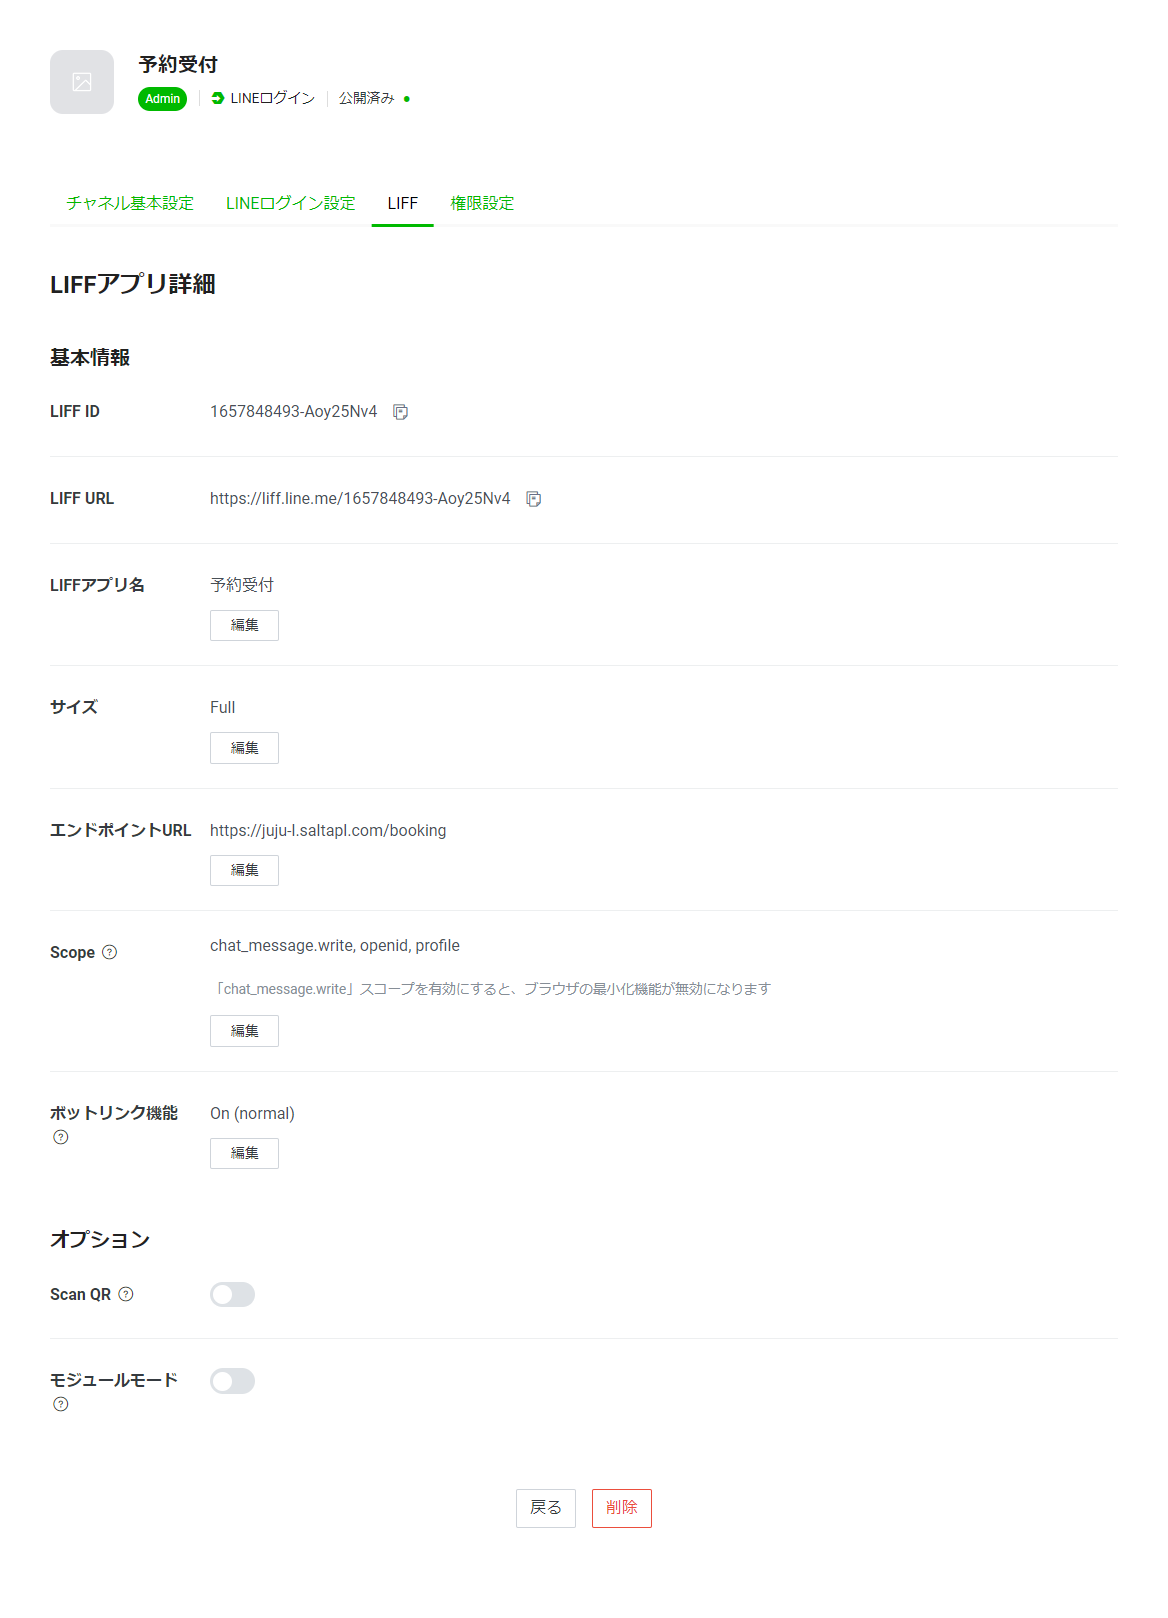 予約受付
Admin LINEログイン 公開済み
チャネル基本設定 LINEログイン設定 LIFF 権限設定
LIFFアプリ詳細
基本情報
LIFF ID 1657848493-Aoy25Nv4
LIFF URL https://liff.line.me/1657848493-Aoy25Nv4
LIFFアプリ名 予約受付
編集
サイズ Full
編集
エンドポイントURL https://juju-l.saltapl.com/booking
編集
Scope chat_message.write, openid, profile
「chat_message.write」スコープを有効にすると、ブラウザの最小化機能が無効になります
編集
ボットリンク機能 On (normal)
編集
オプション
Scan QR
モジュールモード
戻る 削除